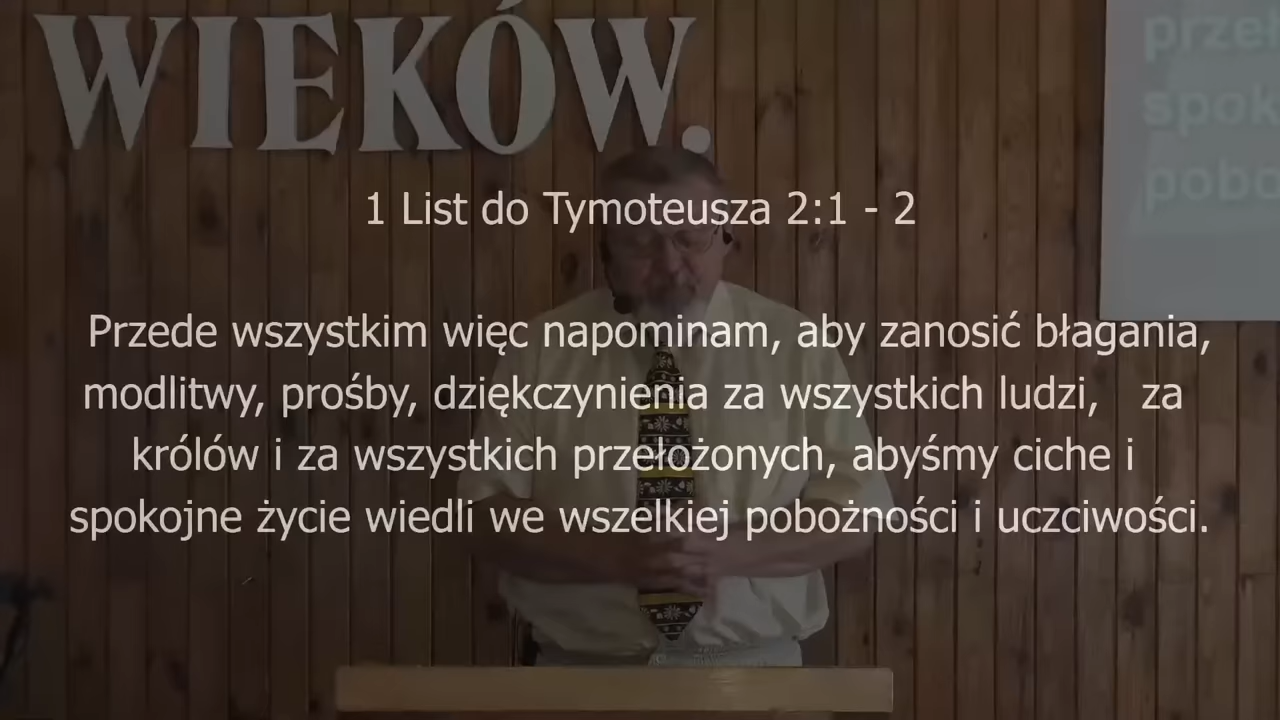 WIEKÓW.
1 List do Tymoteusza 2:1 - 2
Przede wszystkim więc napominam, aby zanosić błagania,
modlitwy, prośby, dziękczynienia za wszystkich ludzi, za
królów i za wszystkich przełożonych, abyśmy ciche i
spokojne życie wiedli we wszelkiej pobożności i uczciwości.